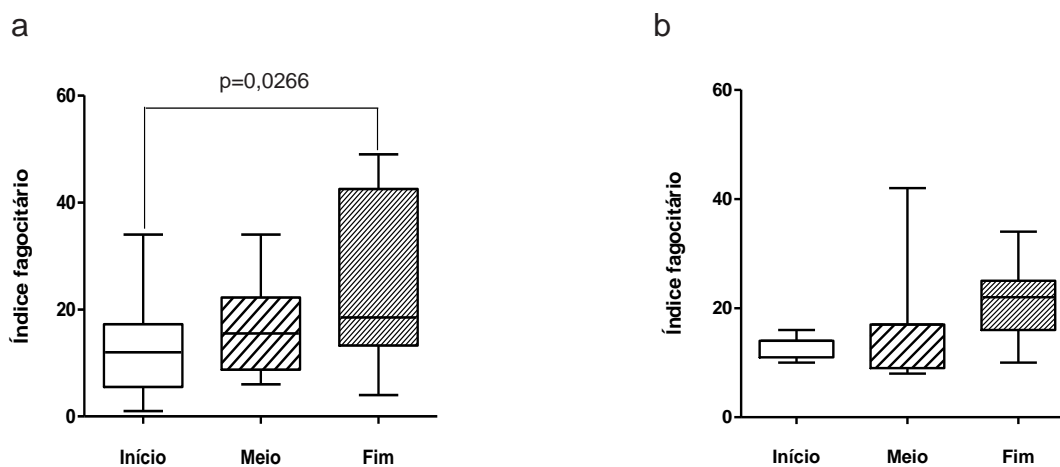 a
p=0,0266
60
40
20
0
Índice fagocitário
Início Meio Fim
b
60
40
20
0
Índice fagocitário
Início Meio Fim